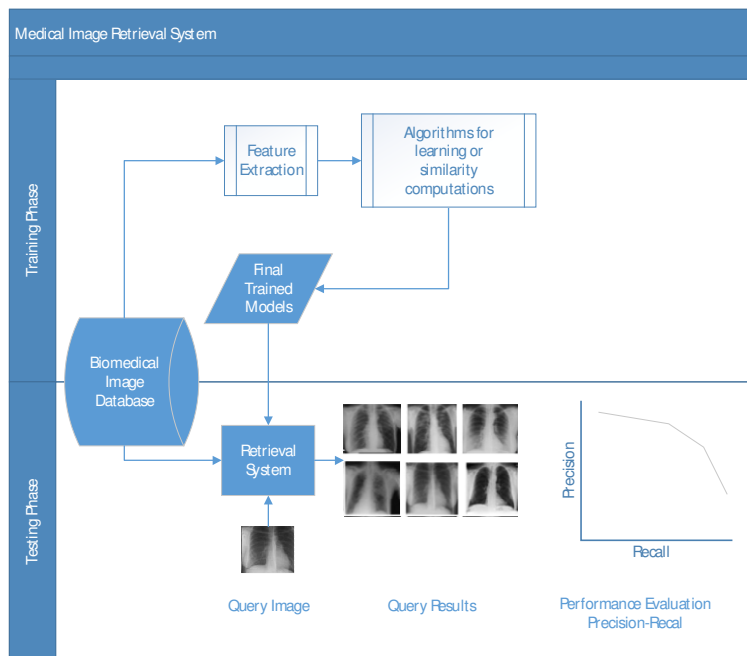 Medical Image Retrieval System
Training Phase
Feature
Extraction
Algorithms for
learning or
similarity
computations
Final
Trained
Models
Biomedical
Image
Database
Testing Phase
Retrieval
System
Query Image
Query Results
Precision
Recall
Performance Evaluation
Precision-Recal